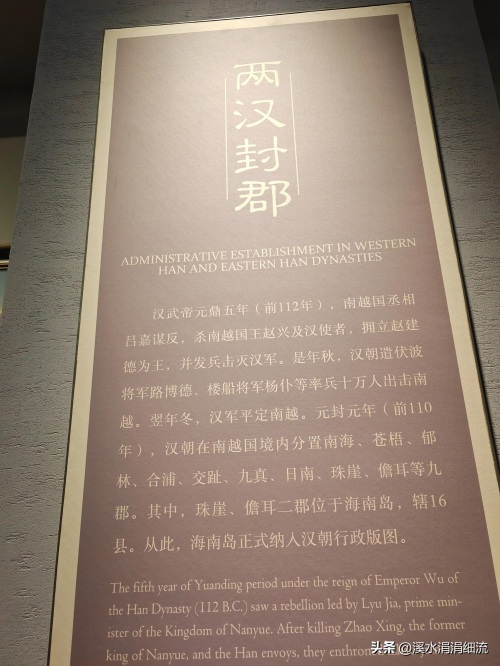 两汉封郡
ADMINISTRATIVE ESTABLISHMENT IN WESTERN
HAN AND EASTERN HAN DYNASTIES
汉武帝元鼎五年（前112年），南越国丞相
吕嘉谋反，杀南越国王赵兴及汉使者，拥立赵建
德为王，并发兵击灭汉军。是年秋，汉朝遣伏波
将军路博德、楼船将军杨仆等率兵十万人出击南
越。翌年冬，汉军平定南越。元封元年（前110
年），汉朝在南越国境内分置南海、苍梧、郁
林、合浦、交趾、九真、日南、珠崖、儋耳等九
郡。其中，珠崖、儋耳二郡位于海南岛，辖16
县。从此，海南岛正式纳入汉朝行政版图。
The fifth year of Yuanding period under the reign of Emperor Wu of
the Han Dynasty (112 B.C.) saw a rebellion led by Lyu Jia, prime min-
ister of the Kingdom of Nanyue. After killing Zhao Xing, the former
king of Nanyue, and the Han envoys, they enthron
头条 @溪水涓涓细流